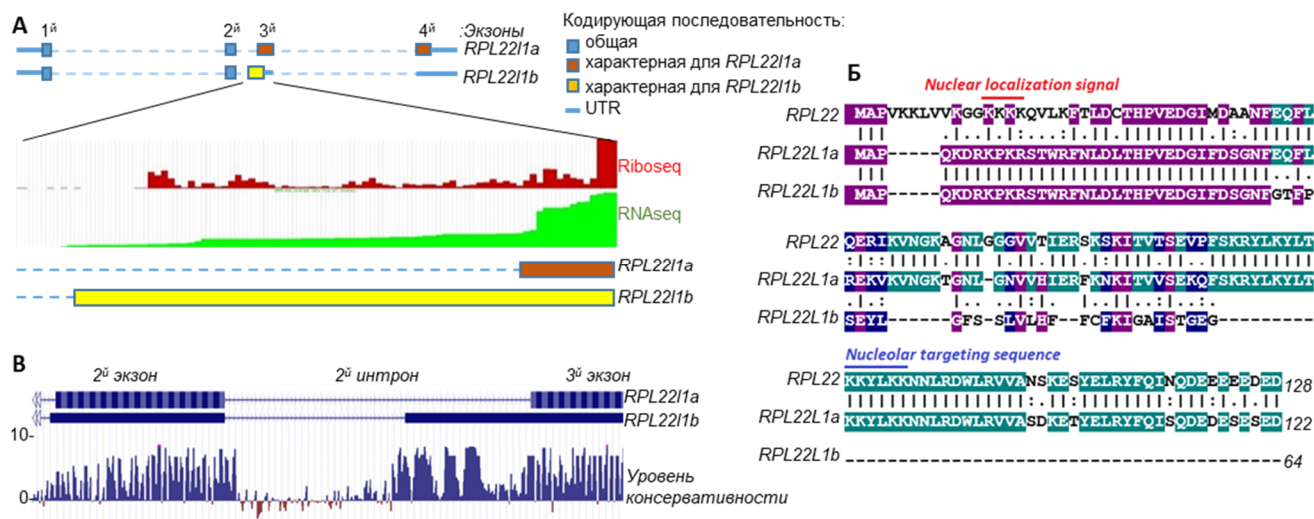 А
1й 2й 3й 4й :Экзоны
RPL22l1a
RPL22l1b
Кодирующая последовательность:
общая
характерная для RPL22l1a
характерная для RPL22l1b
UTR
Riboseq
RNAseq
RPL22l1a
RPL22l1b
Б
Nuclear localization signal
RPL22 MAPVKKLVVKGGKKKKQVLKFTLDCTHPVEDGIMDAANFEQFL
RPL22L1a MAP-----QKDRKPKRSTWRFNLDLTHPVEDGIFDSGNFEQFL
RPL22L1b MAP-----QKDRKPKRSTWRFNLDLTHPVEDGIFDSGNFGTFP
RPL22 QERIKVNGKAGNLGGGVVTIERSKSKITVTSEVPFSKRYLKYLT
RPL22L1a REKVKVNGKTGNL-GNVVHIERFKNKITVVSEKQFSKRYLKYLT
RPL22L1b SEYL------GFS-SLVLHF--FCFKIGAISTGEG---------
Nucleolar targeting sequence
RPL22 KKYLKKNNLRDWLRVVANSKESYELRYFQINQDEEEEEDED 128
RPL22L1a KKYLKKNNLRDWLRVVASDKETYELRYFQISQDEDESESED 122
RPL22L1b ----------------------------------------- 64
В
2й экзон 2й интрон 3й экзон
RPL22l1a
RPL22l1b
10
0
Уровень
консервативности